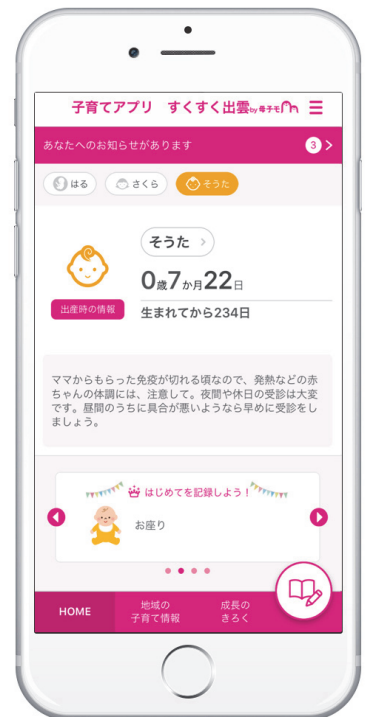 子育てアプリ すくすく出雲by母子モ
あなたへのお知らせがあります 3
はる さくら そうた
そうた
0歳7か月22日
出産時の情報
生まれてから234日
ママからもらった免疫が切れる頃なので、発熱などの赤
ちゃんの体調には、注意して。夜間や休日の受診は大変
です。昼間のうちに具合が悪いようなら早めに受診をし
ましょう。
はじめてを記録しよう！
お座り
HOME
地域の
子育て情報
成長の
きろく